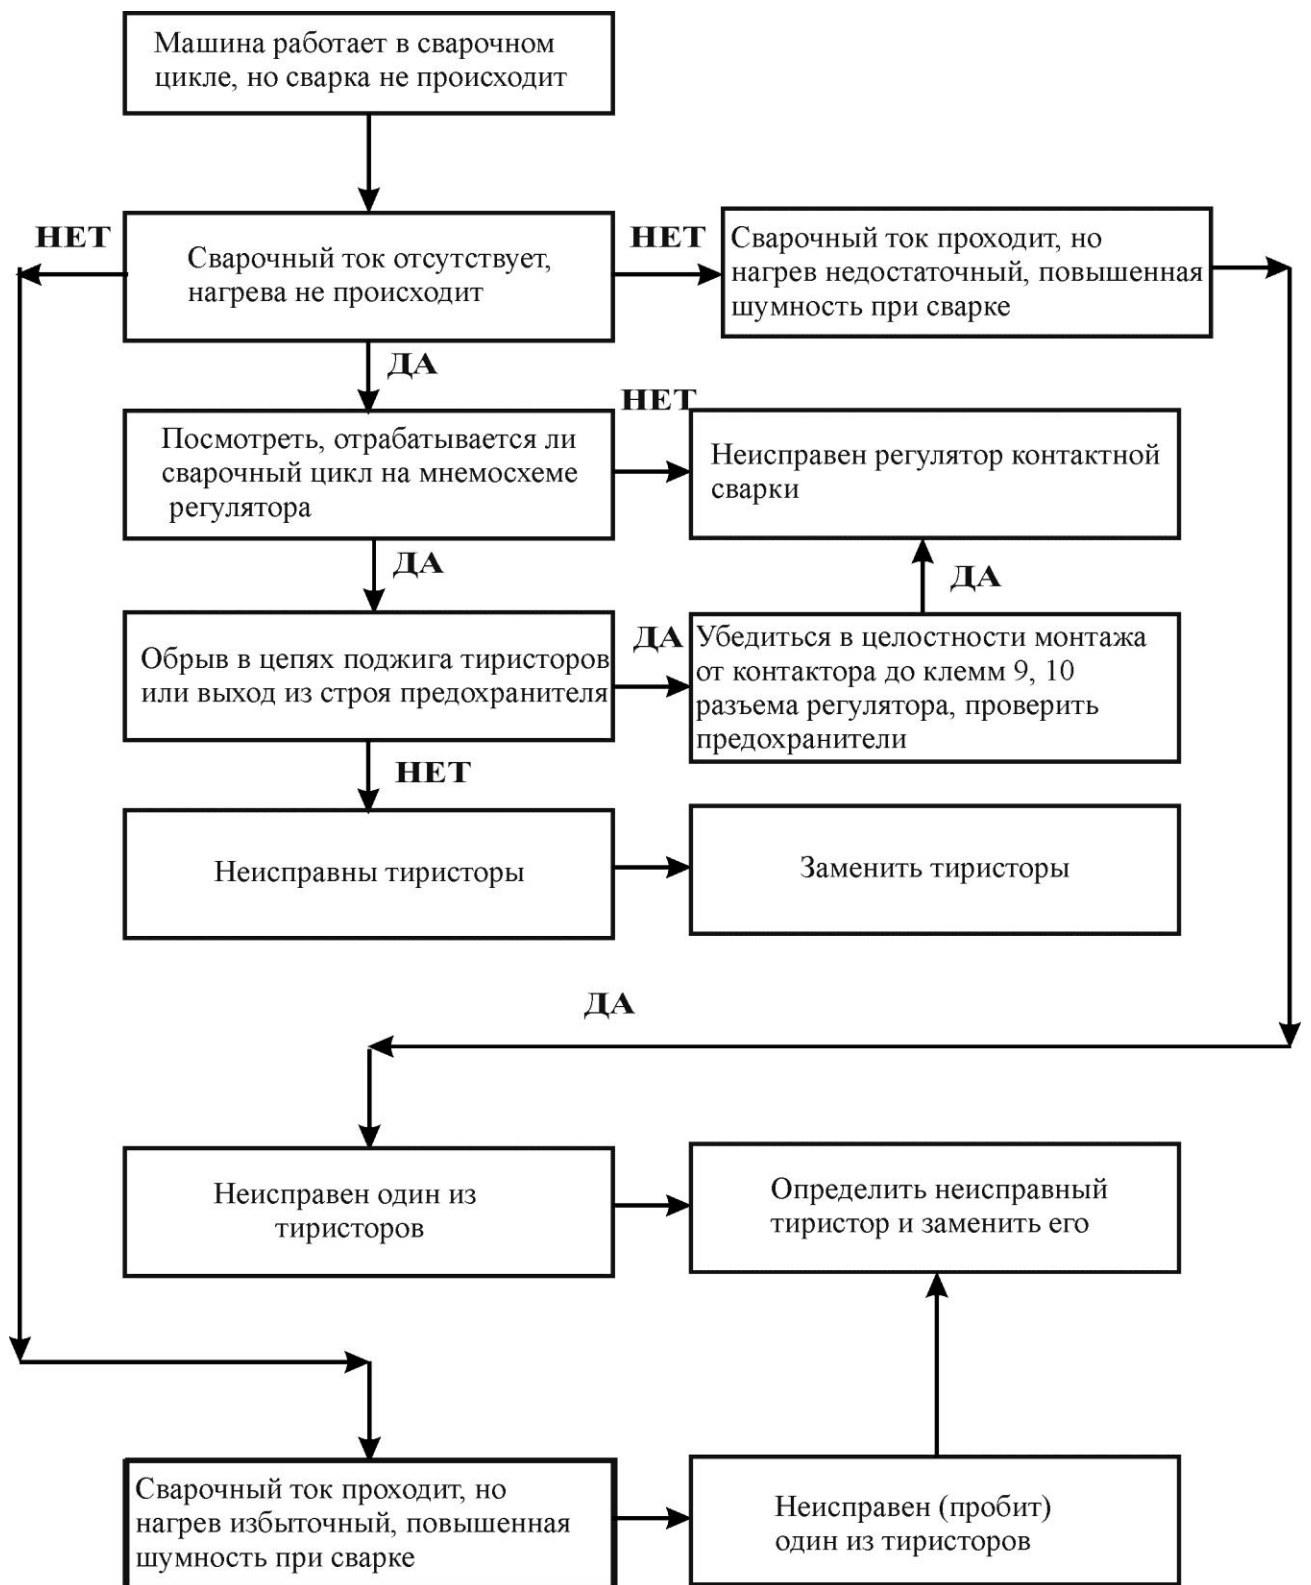 Машина работает в сварочном
цикле, но сварка не происходит
НЕТ
Сварочный ток отсутствует,
нагрева не происходит
НЕТ
Сварочный ток проходит, но
нагрев недостаточный, повышенная
шумность при сварке
ДА
Посмотреть, отрабатывается ли
сварочный цикл на мнемосхеме
регулятора
НЕТ
Неисправен регулятор контактной
сварки
ДА
ДА
Обрыв в цепях поджига тиристоров
или выход из строя предохранителя
ДА
Убедиться в целостности монтажа
от контактора до клемм 9, 10
разъема регулятора, проверить
предохранители
НЕТ
Неисправны тиристоры
Заменить тиристоры
ДА
Неисправен один из
тиристоров
Определить неисправный
тиристор и заменить его
Сварочный ток проходит, но
нагрев избыточный, повышенная
шумность при сварке
Неисправен (пробит)
один из тиристоров